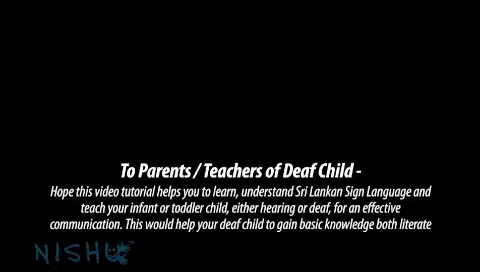 To Parents / Teachers of Deaf Child -
Hope this video tutorial helps you to learn, understand Sri Lankan Sign Language and
teach your infant or toddler child, either hearing or deaf, for an effective
communication. This would help your deaf child to gain basic knowledge both literate
NISHU